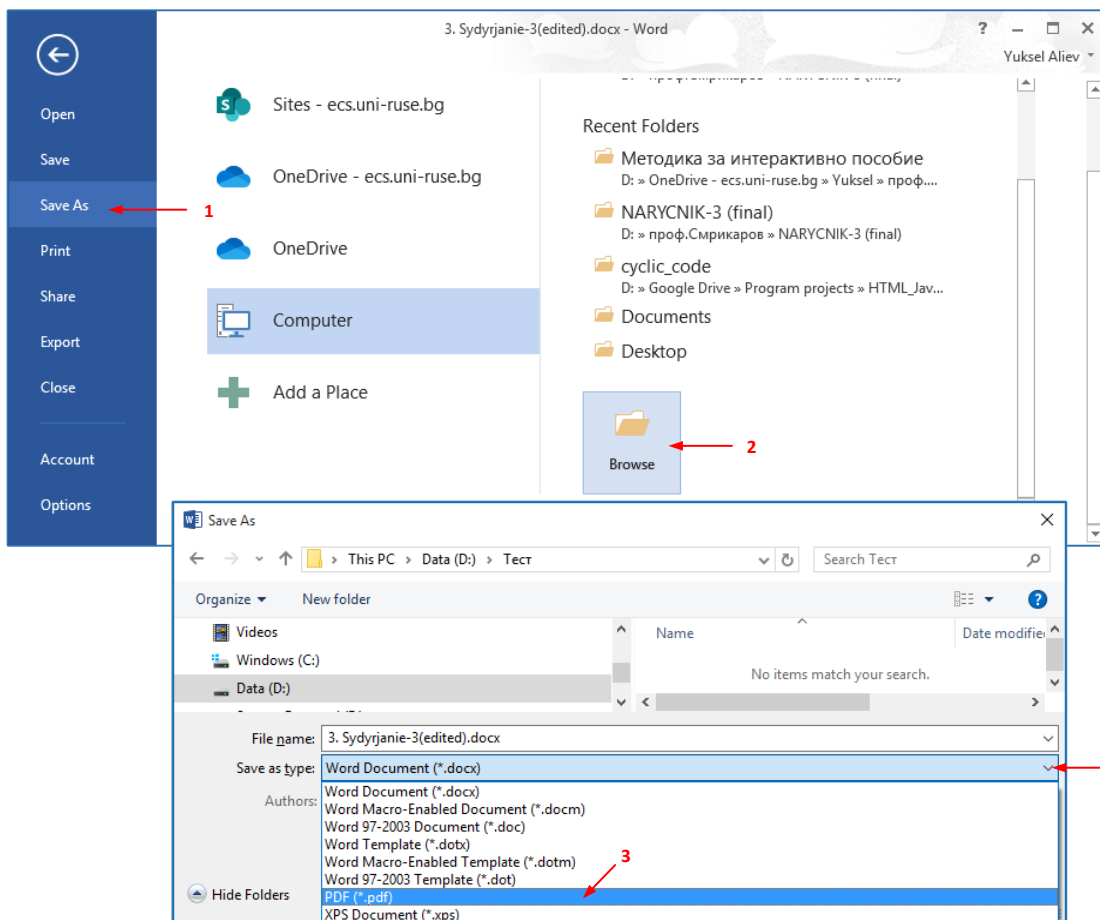 3. Sydyrjanie-3(edited).docx - Word
?
Yuksel Aliev
Open
Save
Save As
1
Print
Share
Export
Close
Account
Options
S
Sites - ecs.uni-ruse.bg
OneDrive - ecs.uni-ruse.bg
OneDrive
Computer
Add a Place
Recent Folders
Методика за интерактивно пособие
D: » OneDrive - ecs.uni-ruse.bg » Yuksel » проф....
NARYCNIK-3 (final)
D: » проф.Смрикаров » NARYCNIK-3 (final)
cyclic_code
D: » Google Drive » Program projects » HTML_Jav...
Documents
Desktop
Browse
2
Save As
This PC > Data (D:) > Тест
Search Тест
Organize
New folder
?
Videos
Windows (C:)
Data (D:)
Name
Date modifie
No items match your search.
File name: 3. Sydyrjanie-3(edited).docx
Save as type: Word Document (*.docx)
Authors:
Word Document (*.docx)
Word Macro-Enabled Document (*.docm)
Word 97-2003 Document (*.doc)
Word Template (*.dotx)
Word Macro-Enabled Template (*.dotm)
Word 97-2003 Template (*.dot)
PDF (*.pdf)
XPS Document (*.xps)
3
Hide Folders